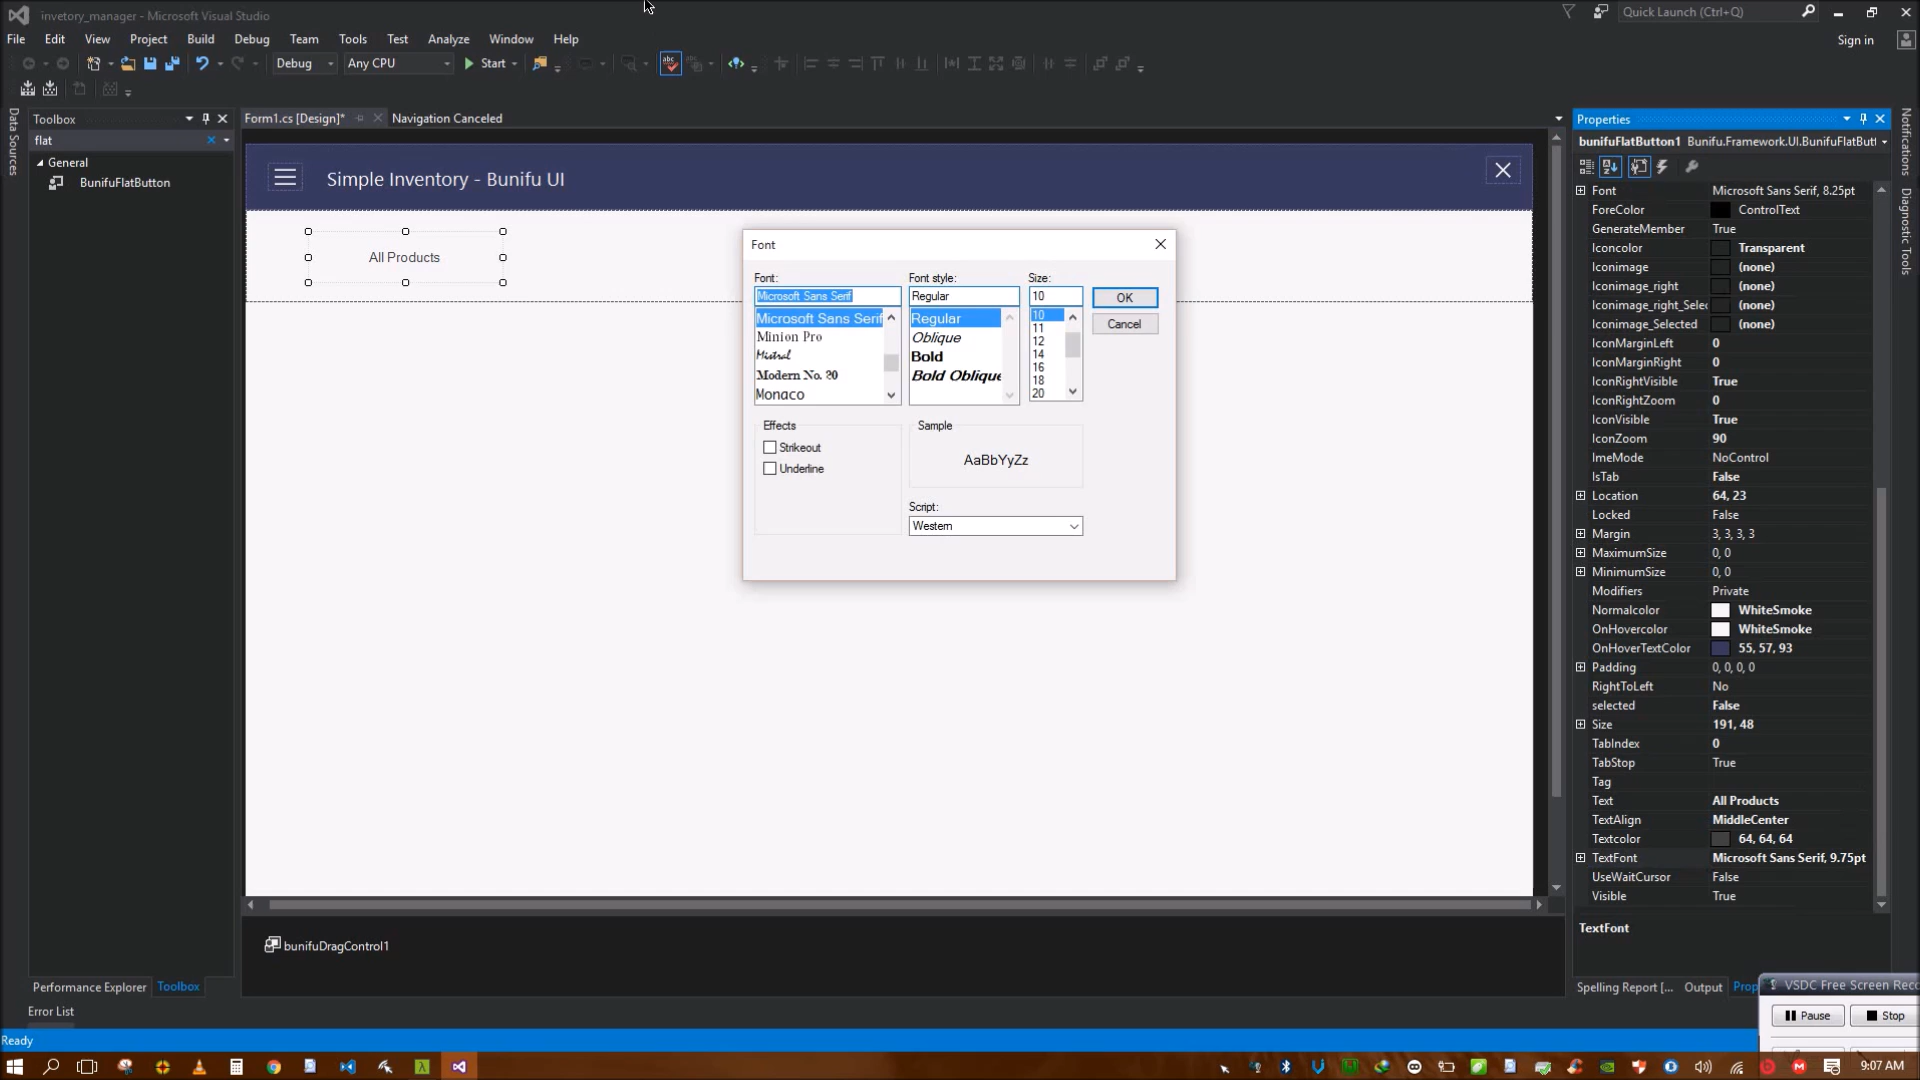 invetory_manager - Microsoft Visual Studio
Quick Launch (Ctrl+Q)
File Edit View Project Build Debug Team Tools Test Analyze Window Help
Sign in
Debug Any CPU Start
Data Sources
Toolbox
flat
General
BunifuFlatButton
Form1.cs [Design]*
Navigation Canceled
Simple Inventory - Bunifu UI
All Products
Font
Font:
Microsoft Sans Serif
Microsoft Sans Serif
Minion Pro
Mistral
Modern No. 20
Monaco
Font style:
Regular
Regular
Oblique
Bold
Bold Oblique
Size:
10
10
11
12
14
16
18
20
OK
Cancel
Effects
Strikeout
Underline
Sample
AaBbYyZz
Script:
Western
bunifuDragControl1
Properties
bunifuFlatButton1 Bunifu.Framework.UI.BunifuFlatButt
Font Microsoft Sans Serif, 8.25pt
ForeColor ControlText
GenerateMember True
Iconcolor Transparent
Iconimage (none)
Iconimage_right (none)
Iconimage_right_Selec (none)
Iconimage_Selected (none)
IconMarginLeft 0
IconMarginRight 0
IconRightVisible True
IconRightZoom 0
IconVisible True
IconZoom 90
ImeMode NoControl
IsTab False
Location 64, 23
Locked False
Margin 3, 3, 3, 3
MaximumSize 0, 0
MinimumSize 0, 0
Modifiers Private
Normalcolor WhiteSmoke
OnHovercolor WhiteSmoke
OnHoverTextColor 55, 57, 93
Padding 0, 0, 0, 0
RightToLeft No
selected False
Size 191, 48
TabIndex 0
TabStop True
Tag
Text All Products
TextAlign MiddleCenter
Textcolor 64, 64, 64
TextFont Microsoft Sans Serif, 9.75pt
UseWaitCursor False
Visible True
TextFont
Notifications
Diagnostic Tools
Performance Explorer Toolbox
Spelling Report [... Output Prop
VSDC Free Screen Reco
Pause Stop
Error List
Ready
9:07 AM